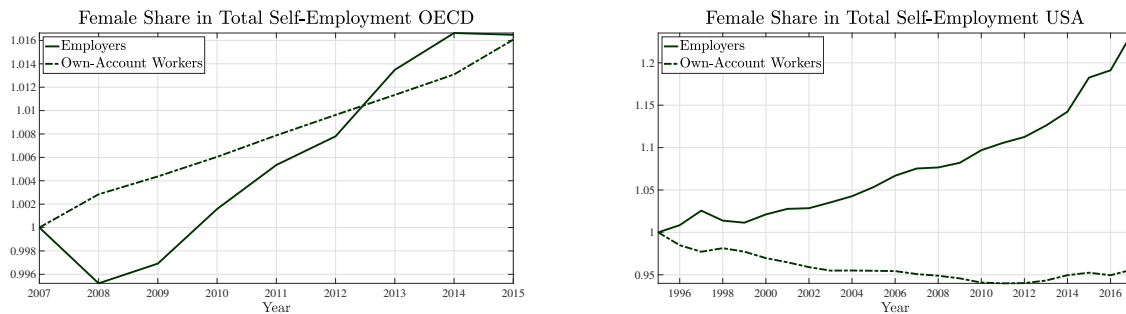 Female Share in Total Self-Employment OECD
1.016
1.014
1.012
1.01
1.008
1.006
1.004
1.002
1
0.998
0.996
Employers
Own-Account Workers
2007 2008 2009 2010 2011 2012 2013 2014 2015
Year
Female Share in Total Self-Employment USA
1.2
1.15
1.1
1.05
1
0.95
Employers
Own-Account Workers
1996 1998 2000 2002 2004 2006 2008 2010 2012 2014 2016
Year